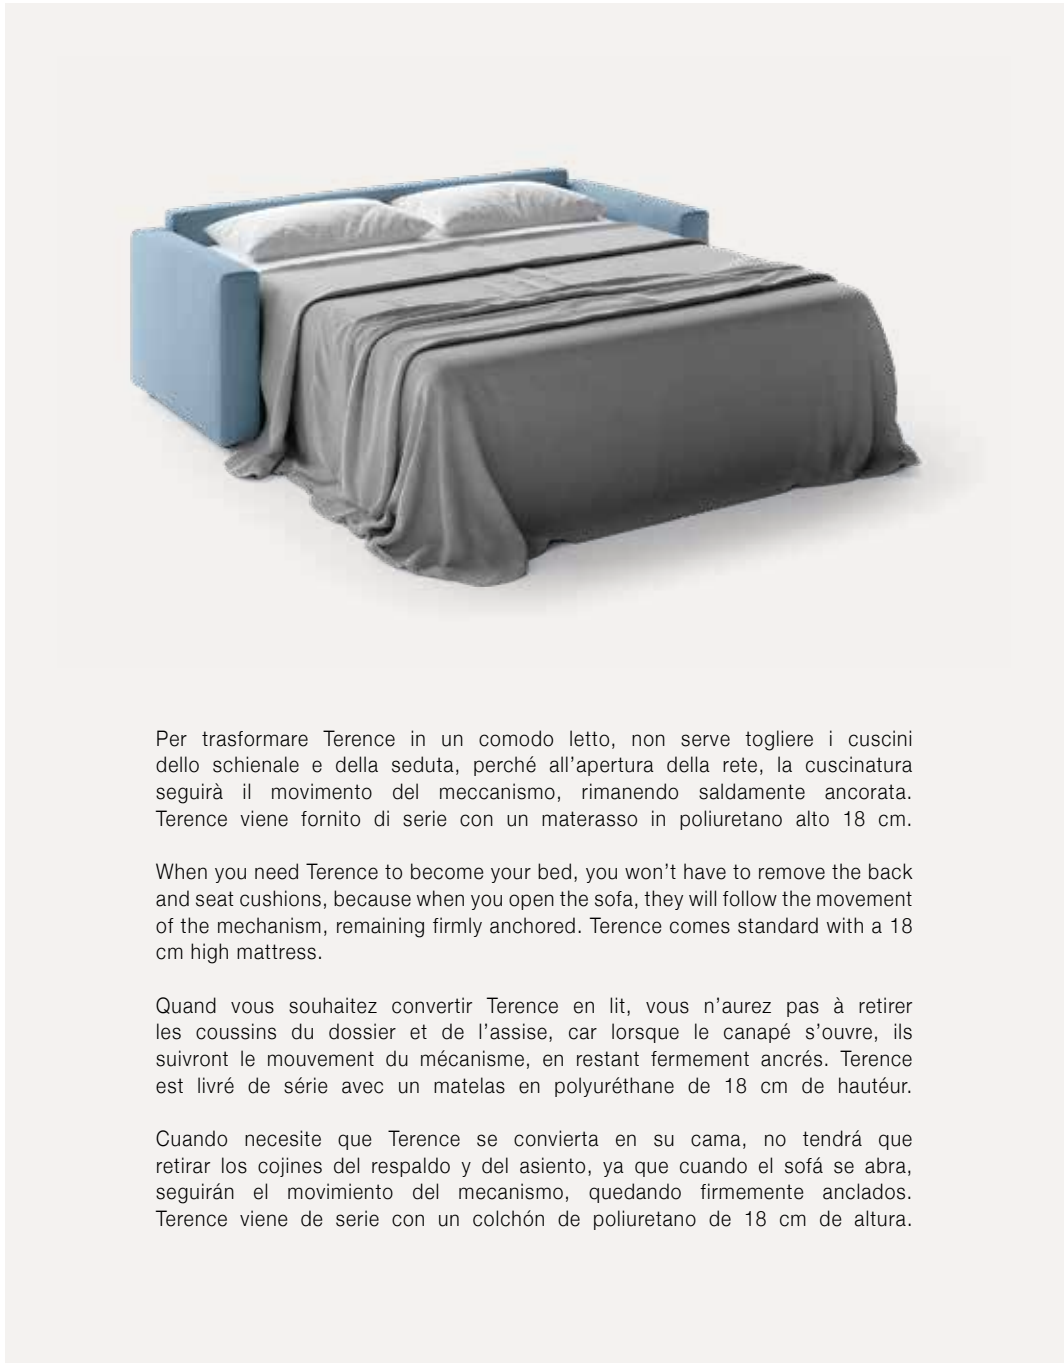 Per trasformare Terence in un comodo letto, non serve togliere i cuscini
dello schienale e della seduta, perché all'apertura della rete, la cuscinatura
seguirà il movimento del meccanismo, rimanendo saldamente ancorata.
Terence viene fornito di serie con un materasso in poliuretano alto 18 cm.
When you need Terence to become your bed, you won't have to remove the back
and seat cushions, because when you open the sofa, they will follow the movement
of the mechanism, remaining firmly anchored. Terence comes standard with a 18
cm high mattress.
Quand vous souhaitez convertir Terence en lit, vous n'aurez pas à retirer
les coussins du dossier et de l'assise, car lorsque le canapé s'ouvre, ils
suivront le mouvement du mécanisme, en restant fermement ancrés. Terence
est livré de série avec un matelas en polyuréthane de 18 cm de hautéur.
Cuando necesite que Terence se convierta en su cama, no tendrá que
retirar los cojines del respaldo y del asiento, ya que cuando el sofá se abra,
seguirán el movimiento del mecanismo, quedando firmemente anclados.
Terence viene de serie con un colchón de poliuretano de 18 cm de altura.